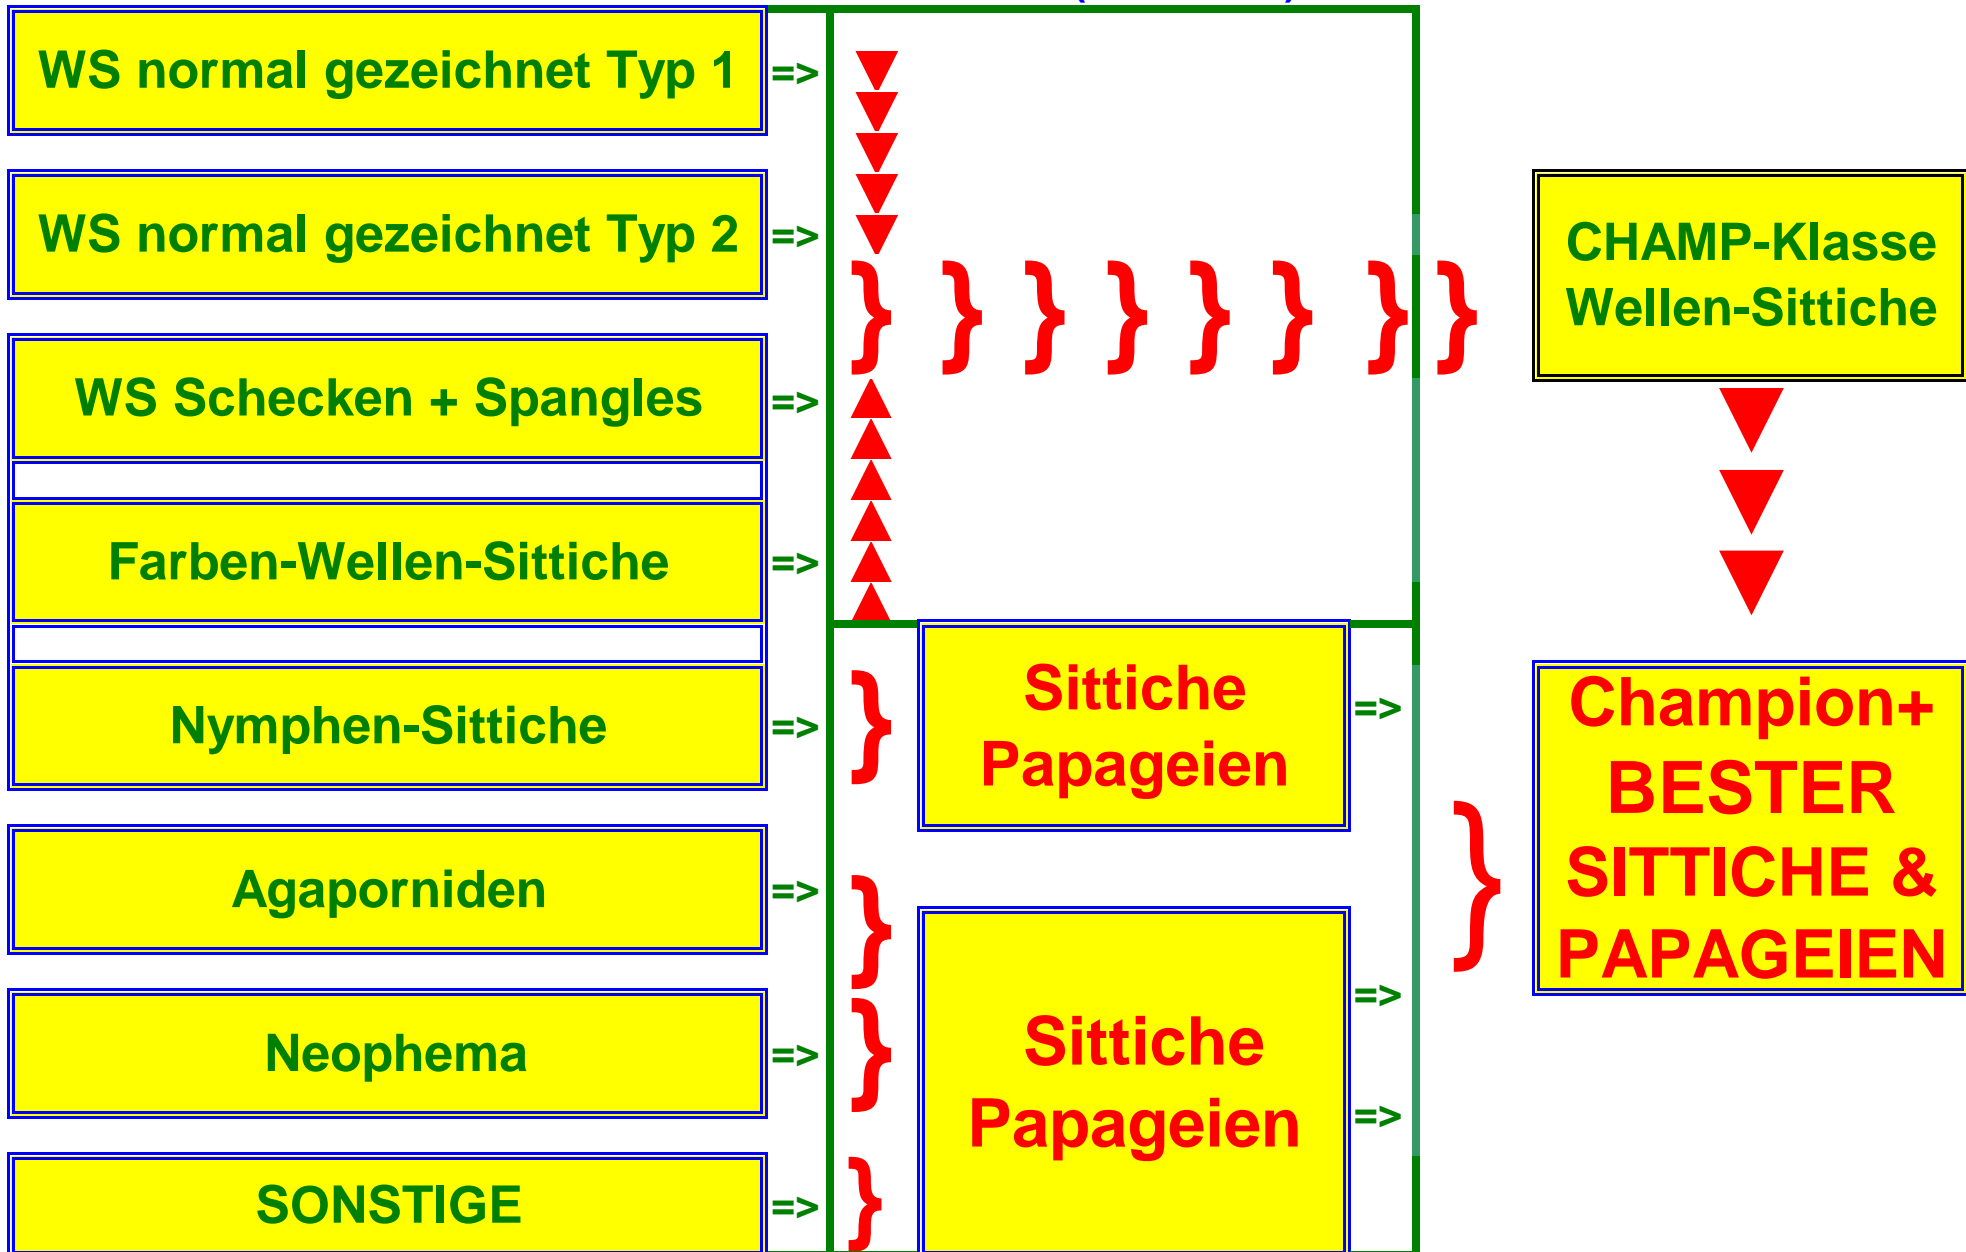 WS normal gezeichnet Typ 1 =>
WS normal gezeichnet Typ 2 =>
WS Schecken + Spangles =>
Farben-Wellen-Sittiche =>
Nymphen-Sittiche =>
Agaporniden =>
Neophema =>
SONSTIGE =>
} } } } } } } }
}
}
}
}
Sittiche
Papageien
=>
Sittiche
Papageien
=>
=>
}
CHAMP-Klasse
Wellen-Sittiche
Champion+
BESTER
SITTICHE &
PAPAGEIEN